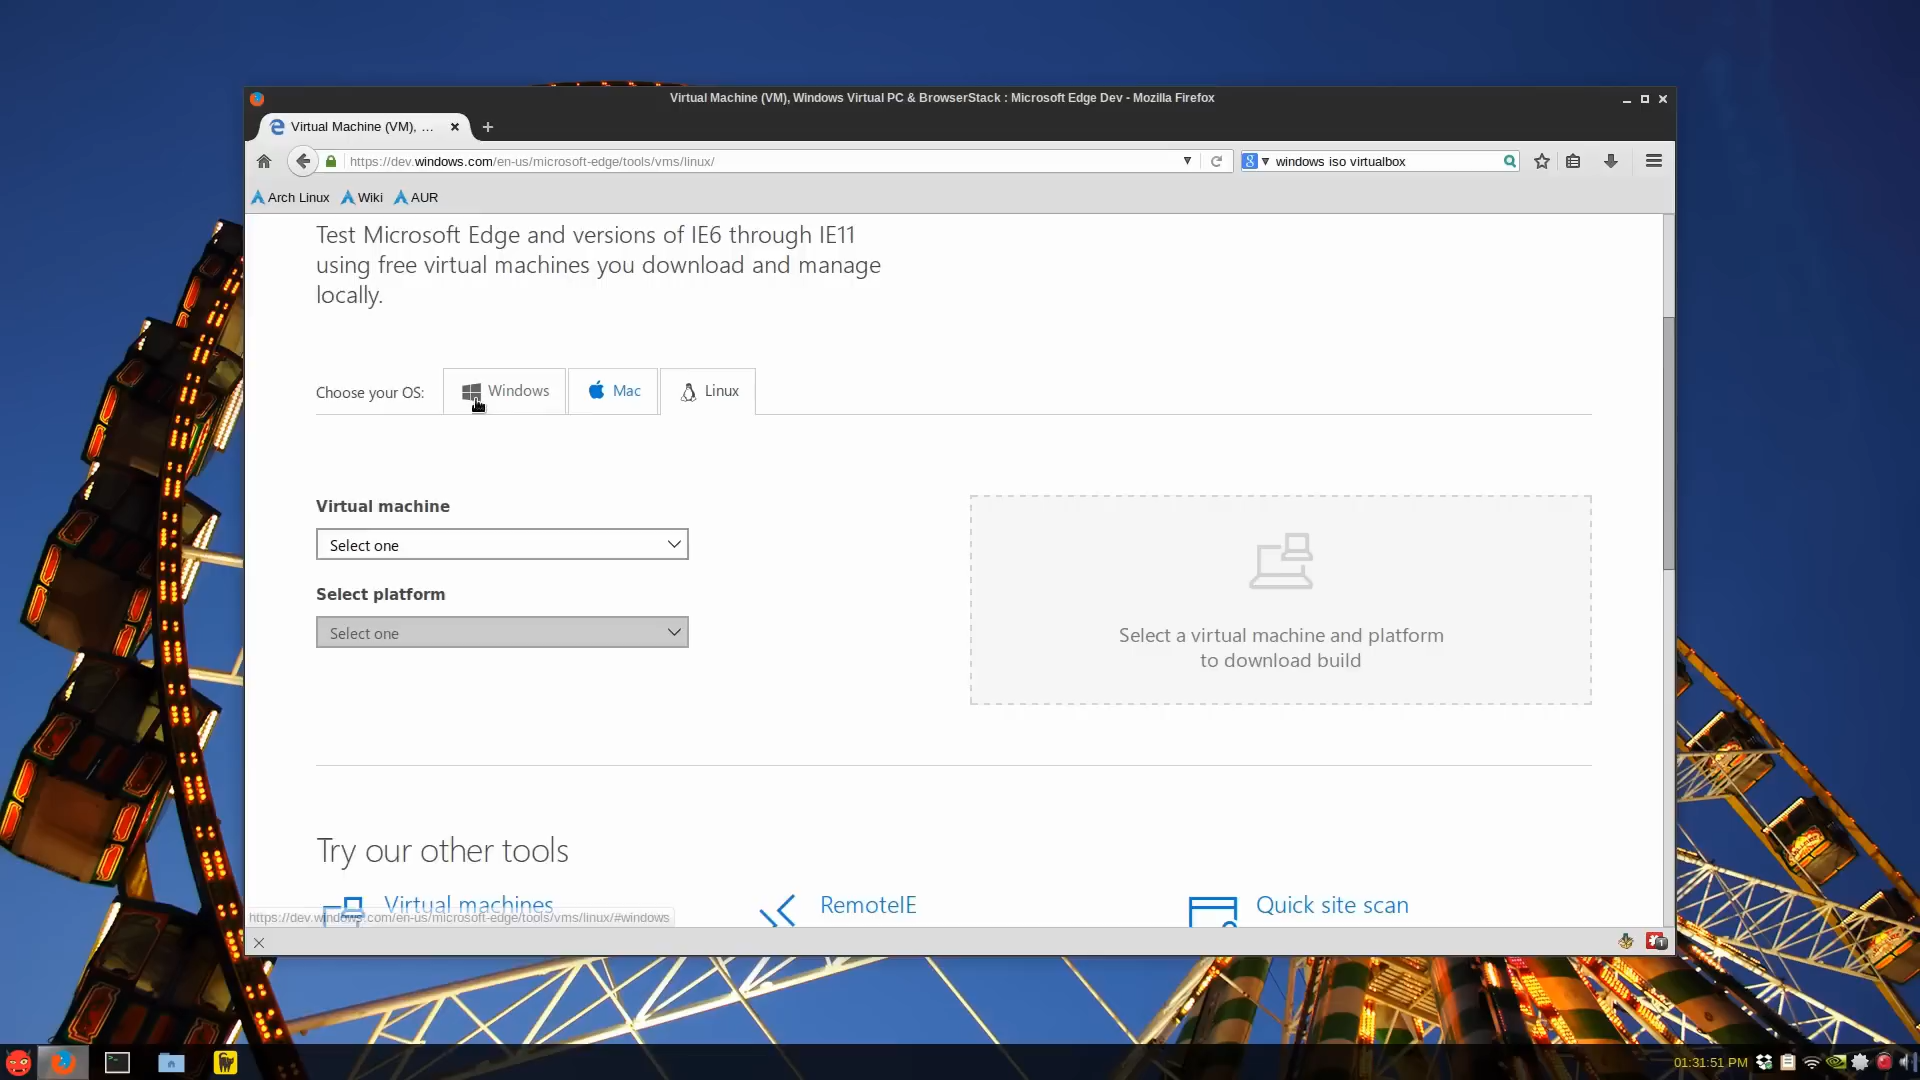 Virtual Machine (VM), Windows Virtual PC & BrowserStack : Microsoft Edge Dev - Mozilla Firefox
Virtual Machine (VM), ...
https://dev.windows.com/en-us/microsoft-edge/tools/vms/linux/
windows iso virtualbox
Arch Linux Wiki AUR
Test Microsoft Edge and versions of IE6 through IE11
using free virtual machines you download and manage
locally.
Choose your OS: Windows Mac Linux
Virtual machine
Select one
Select platform
Select one
Select a virtual machine and platform
to download build
Try our other tools
Virtual machines RemoteIE Quick site scan
https://dev.windows.com/en-us/microsoft-edge/tools/vms/linux/#windows
01:31:51 PM